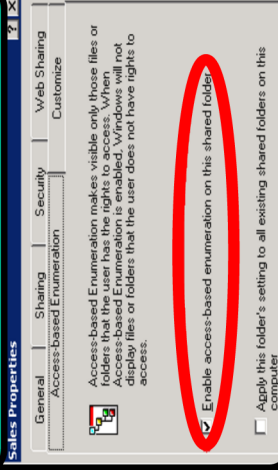 Sales Properties ? X
General Sharing Security Web Sharing
Access-based Enumeration Customize
Access-based Enumeration makes visible only those files or
folders that the user has the rights to access. When
Access-based Enumeration is enabled, Windows will not
display files or folders that the user does not have rights to
access.
Enable access-based enumeration on this shared folder
Apply this folder's setting to all existing shared folders on this
computer